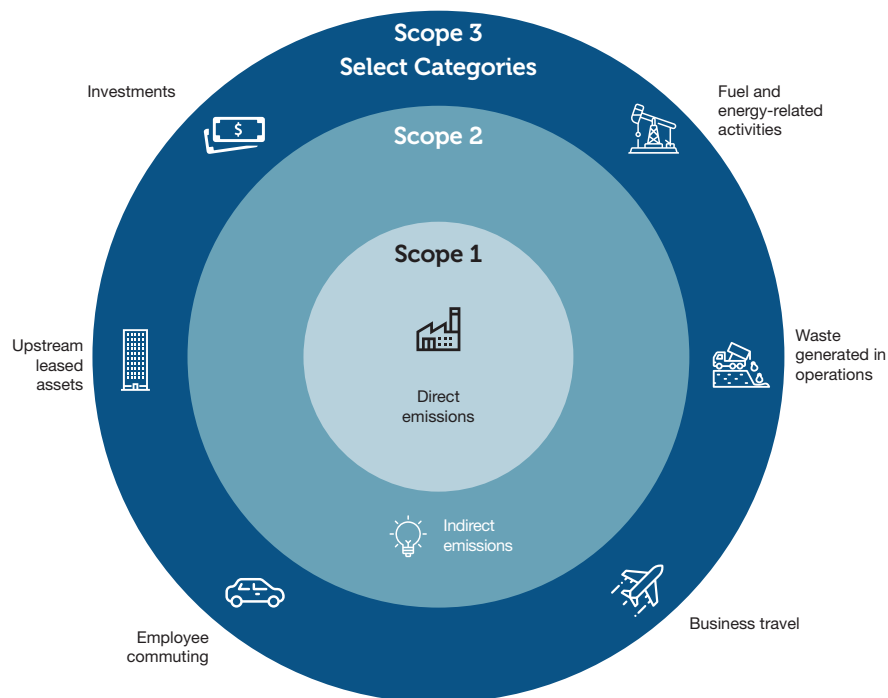 Scope 3
Select Categories
Investments
$
Fuel and
energy-related
activities
Scope 2
Scope 1
Upstream
leased
assets
Waste
generated in
operations
Direct
emissions
Indirect
emissions
Employee
commuting
Business travel